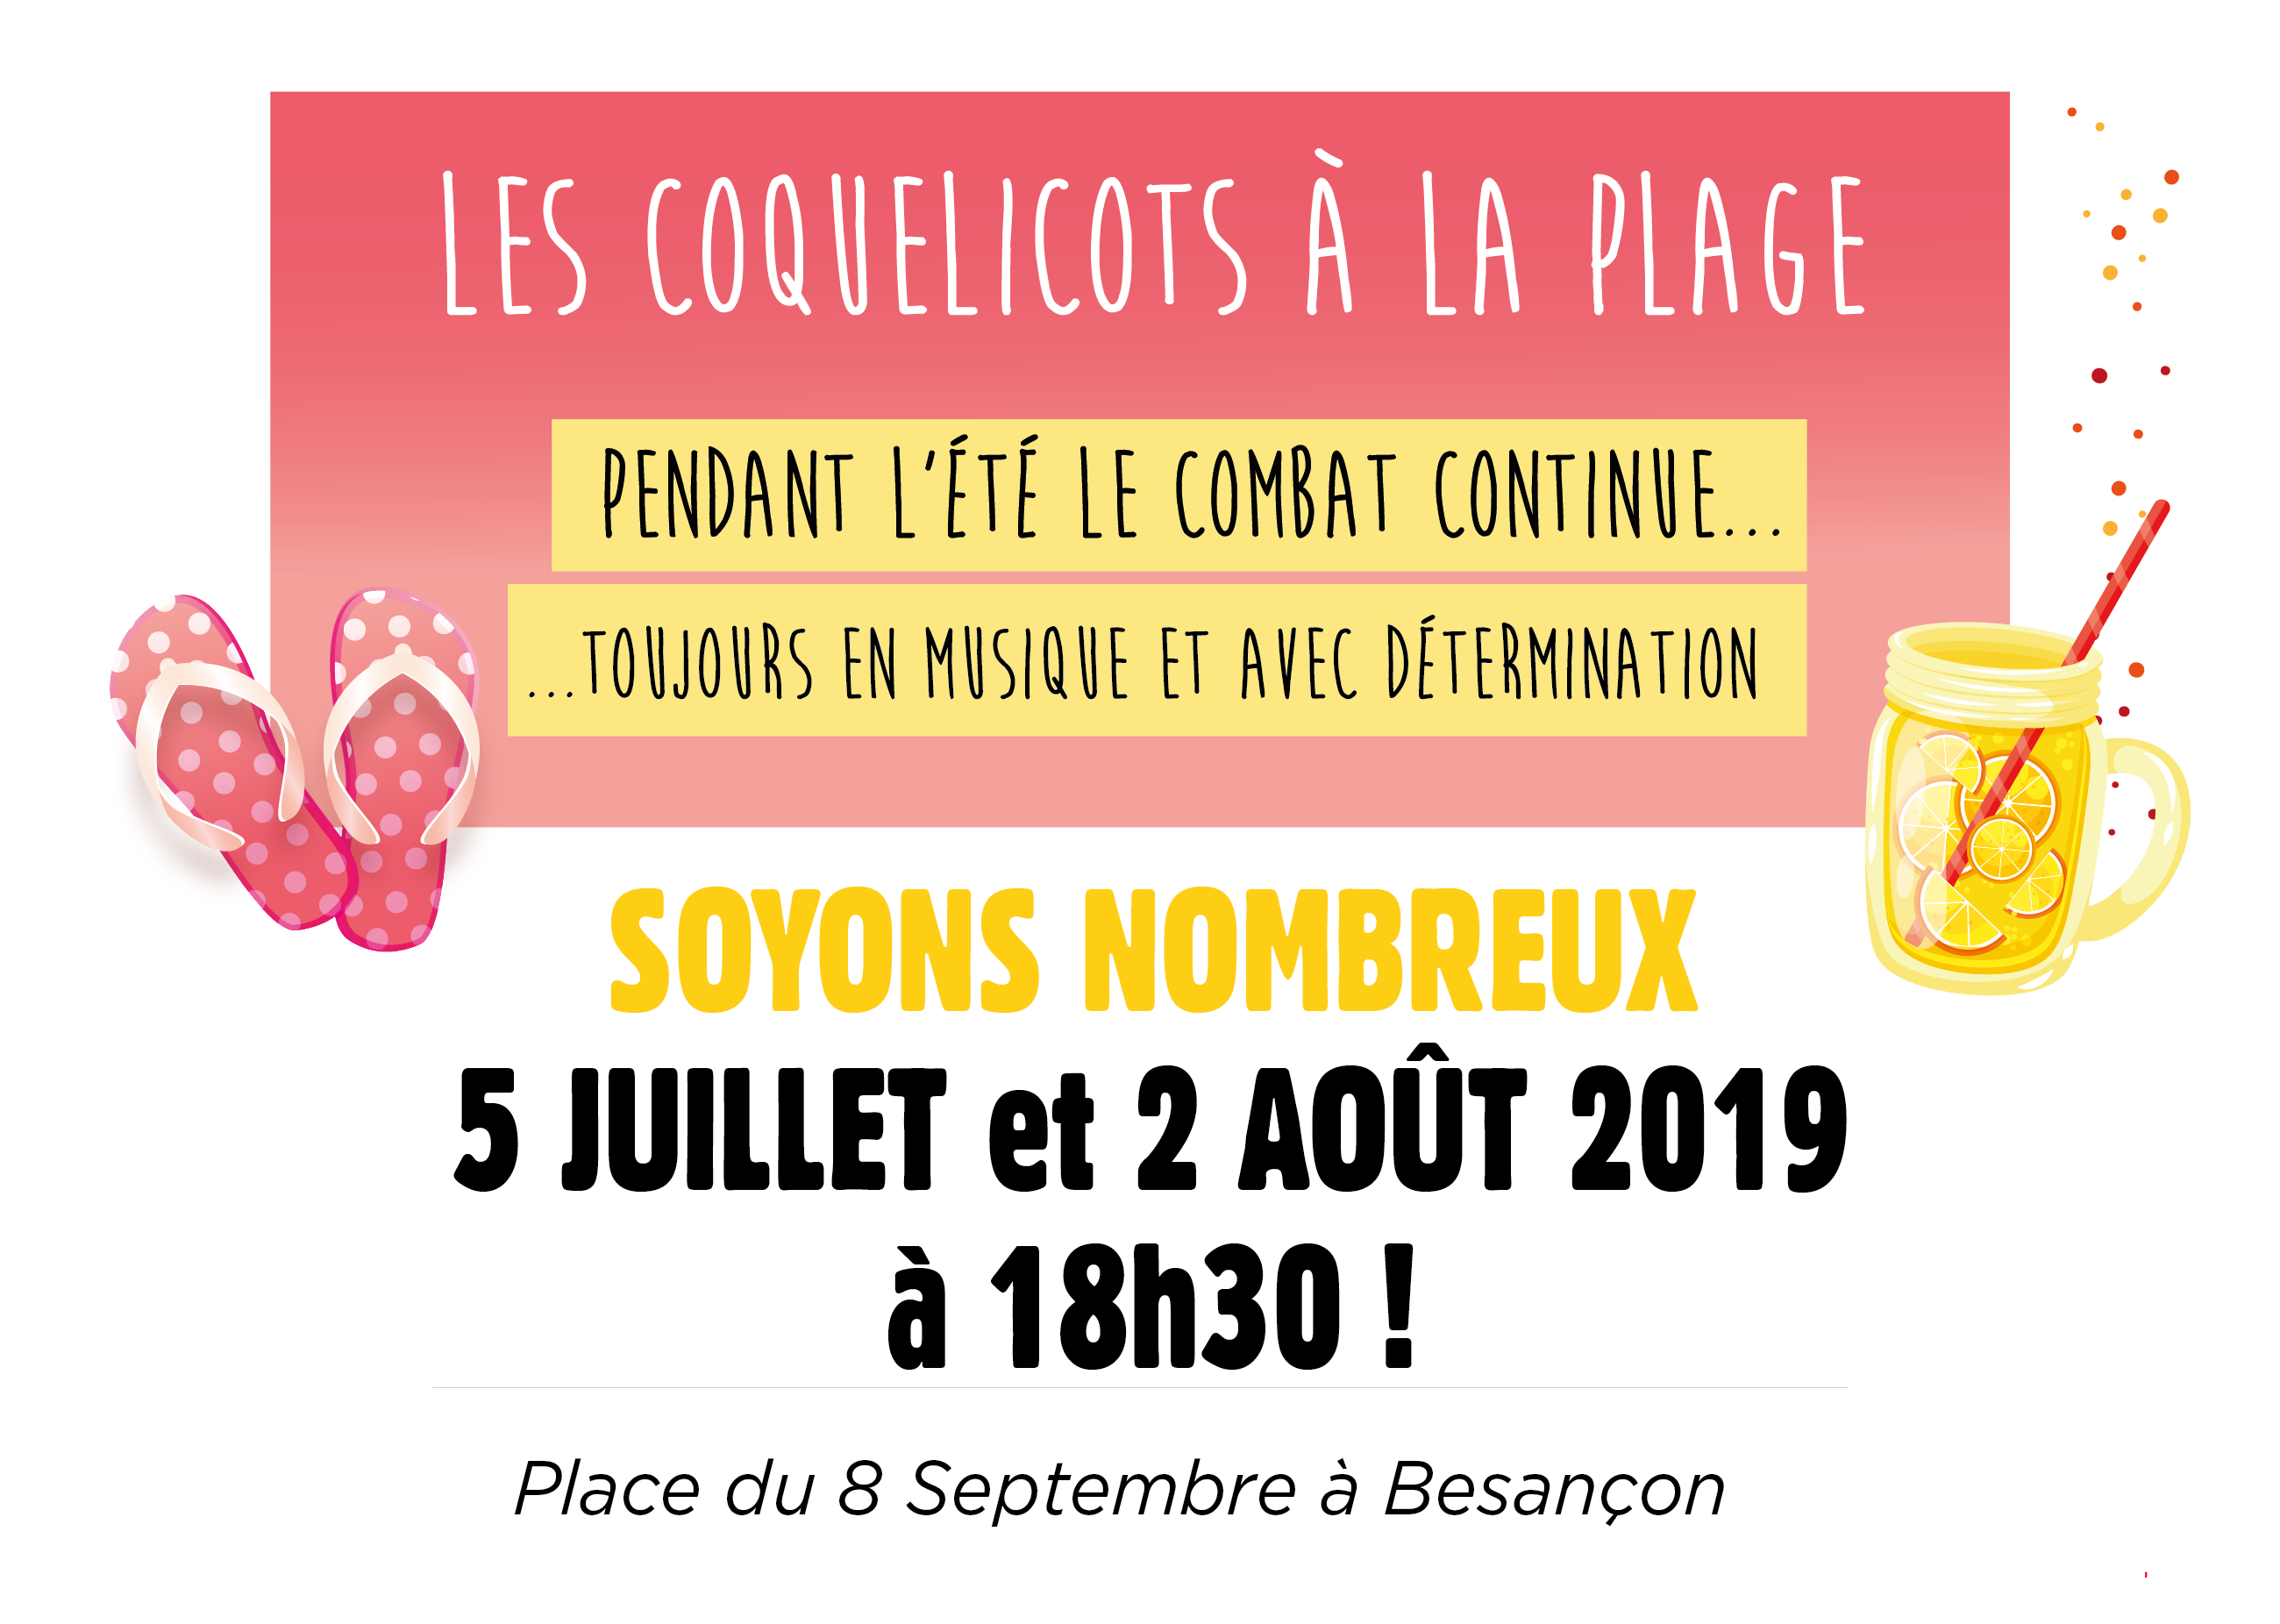 LES COQUELICOTS À LA PLAGE
PENDANT L'ÉTÉ LE COMBAT CONTINUE...
...TOUJOURS EN MUSIQUE ET AVEC DÉTERMINATION
SOYONS NOMBREUX
5 JUILLET et 2 AOÛT 2019
à 18h30 !
Place du 8 Septembre à Besançon